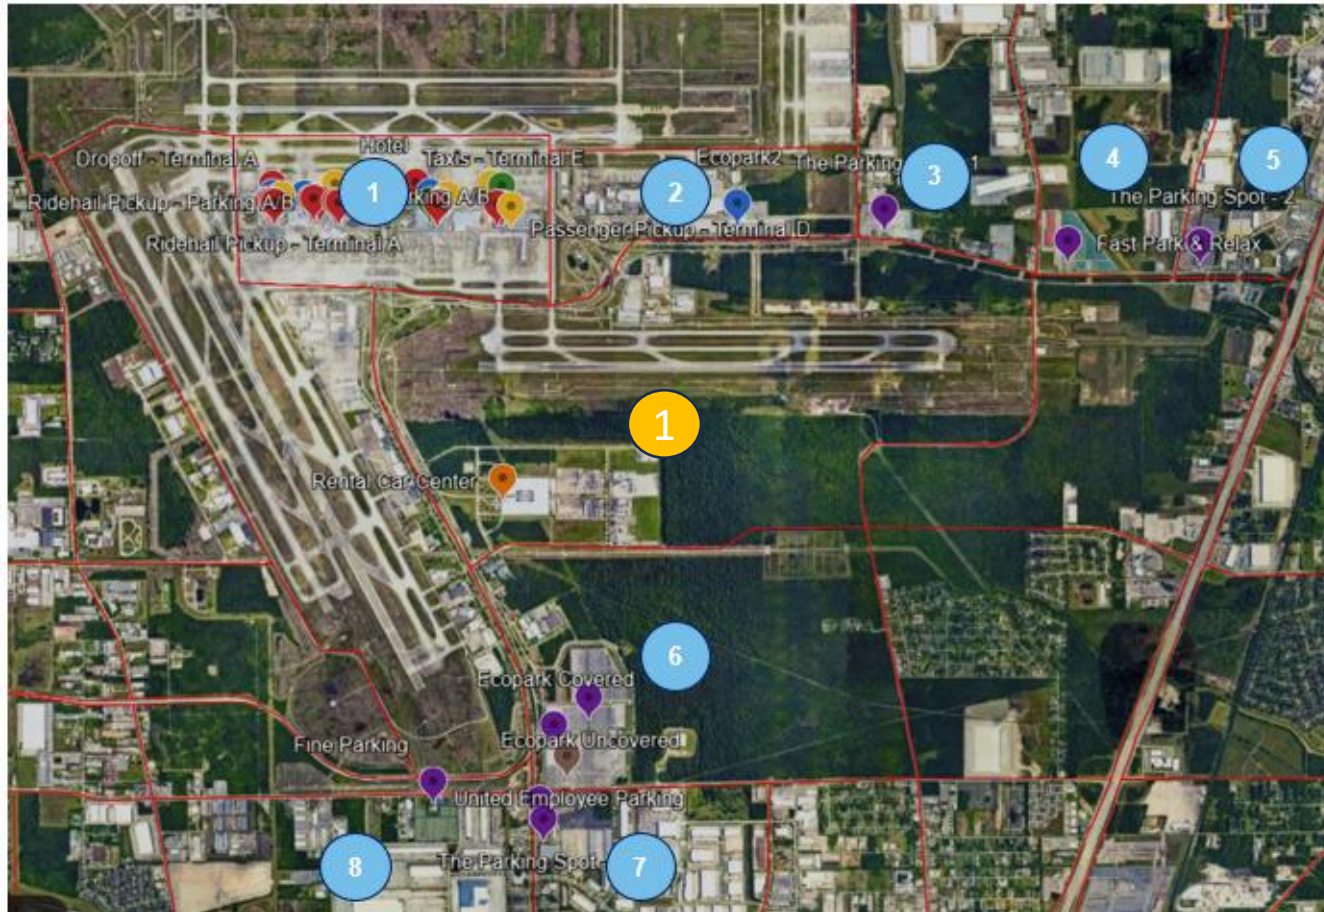 Hotel
Dropoff - Terminal A
Taxis - Terminal E
Ecopark2
The Parking
1
4
5
3
1
2
Ridehail Pickup - Parking A/B
rking A/B
The Parking Spot - 2
Passenger Pickup - Terminal D
Ridehail Pickup - Terminal A
Fast Park & Relax
1
Rental Car Center
6
Ecopark Covered
Ecopark Uncovered
Fine Parking
United Employee Parking
The Parking Spot
8
7